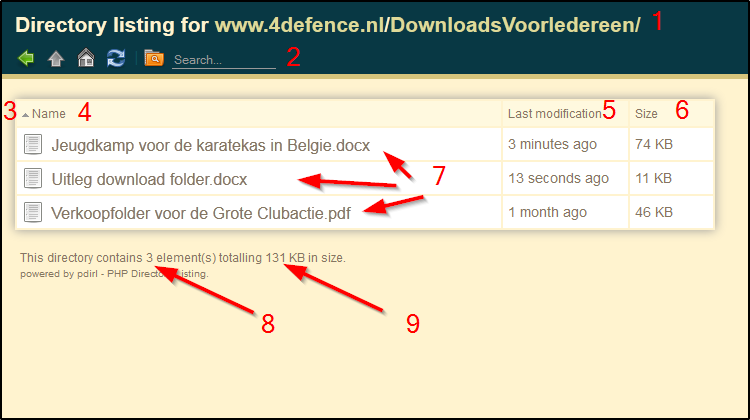 Directory listing for www.4defence.nl/DownloadsVoorIedereen/ 1
Search... 2
3 Name 4 Last modification 5 Size 6
Jeugdkamp voor de karatekas in Belgie.docx 3 minutes ago 74 KB
7
Uitleg download folder.docx 13 seconds ago 11 KB
Verkoopfolder voor de Grote Clubactie.pdf 1 month ago 46 KB
This directory contains 3 element(s) totalling 131 KB in size.
powered by pdirl - PHP Directory Listing.
8 9